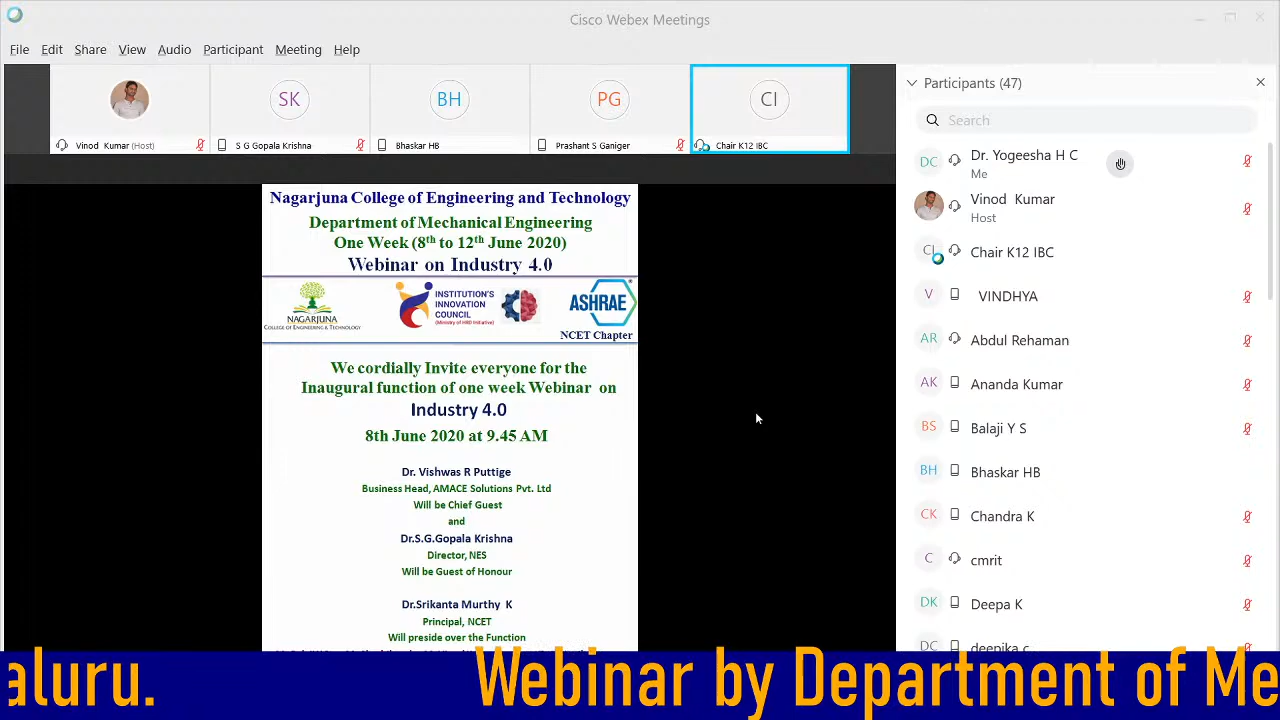 Cisco Webex Meetings
File Edit Share View Audio Participant Meeting Help
Vinod Kumar (Host)
SK
S G Gopala Krishna
BH
Bhaskar HB
PG
Prashant S Ganiger
CI
Chair K12 IBC
Nagarjuna College of Engineering and Technology
Department of Mechanical Engineering
One Week (8th to 12th June 2020)
Webinar on Industry 4.0
NAGARJUNA
COLLEGE OF ENGINEERING & TECHNOLOGY
INSTITUTION'S
INNOVATION
COUNCIL
(Ministry of HRD Initiative)
ASHRAE
NCET Chapter
We cordially Invite everyone for the
Inaugural function of one week Webinar on
Industry 4.0
8th June 2020 at 9.45 AM
Dr. Vishwas R Puttige
Business Head, AMACE Solutions Pvt. Ltd
Will be Chief Guest
and
Dr.S.G.Gopala Krishna
Director, NES
Will be Guest of Honour
Dr.Srikanta Murthy K
Principal, NCET
Will preside over the Function
Participants (47)
Search
DC Dr. Yogeesha H C
Me
Vinod Kumar
Host
CI Chair K12 IBC
V VINDHYA
AR Abdul Rehaman
AK Ananda Kumar
BS Balaji Y S
BH Bhaskar HB
CK Chandra K
C cmrit
DK Deepa K
DC deepika c
aluru. Webinar by Department of Me